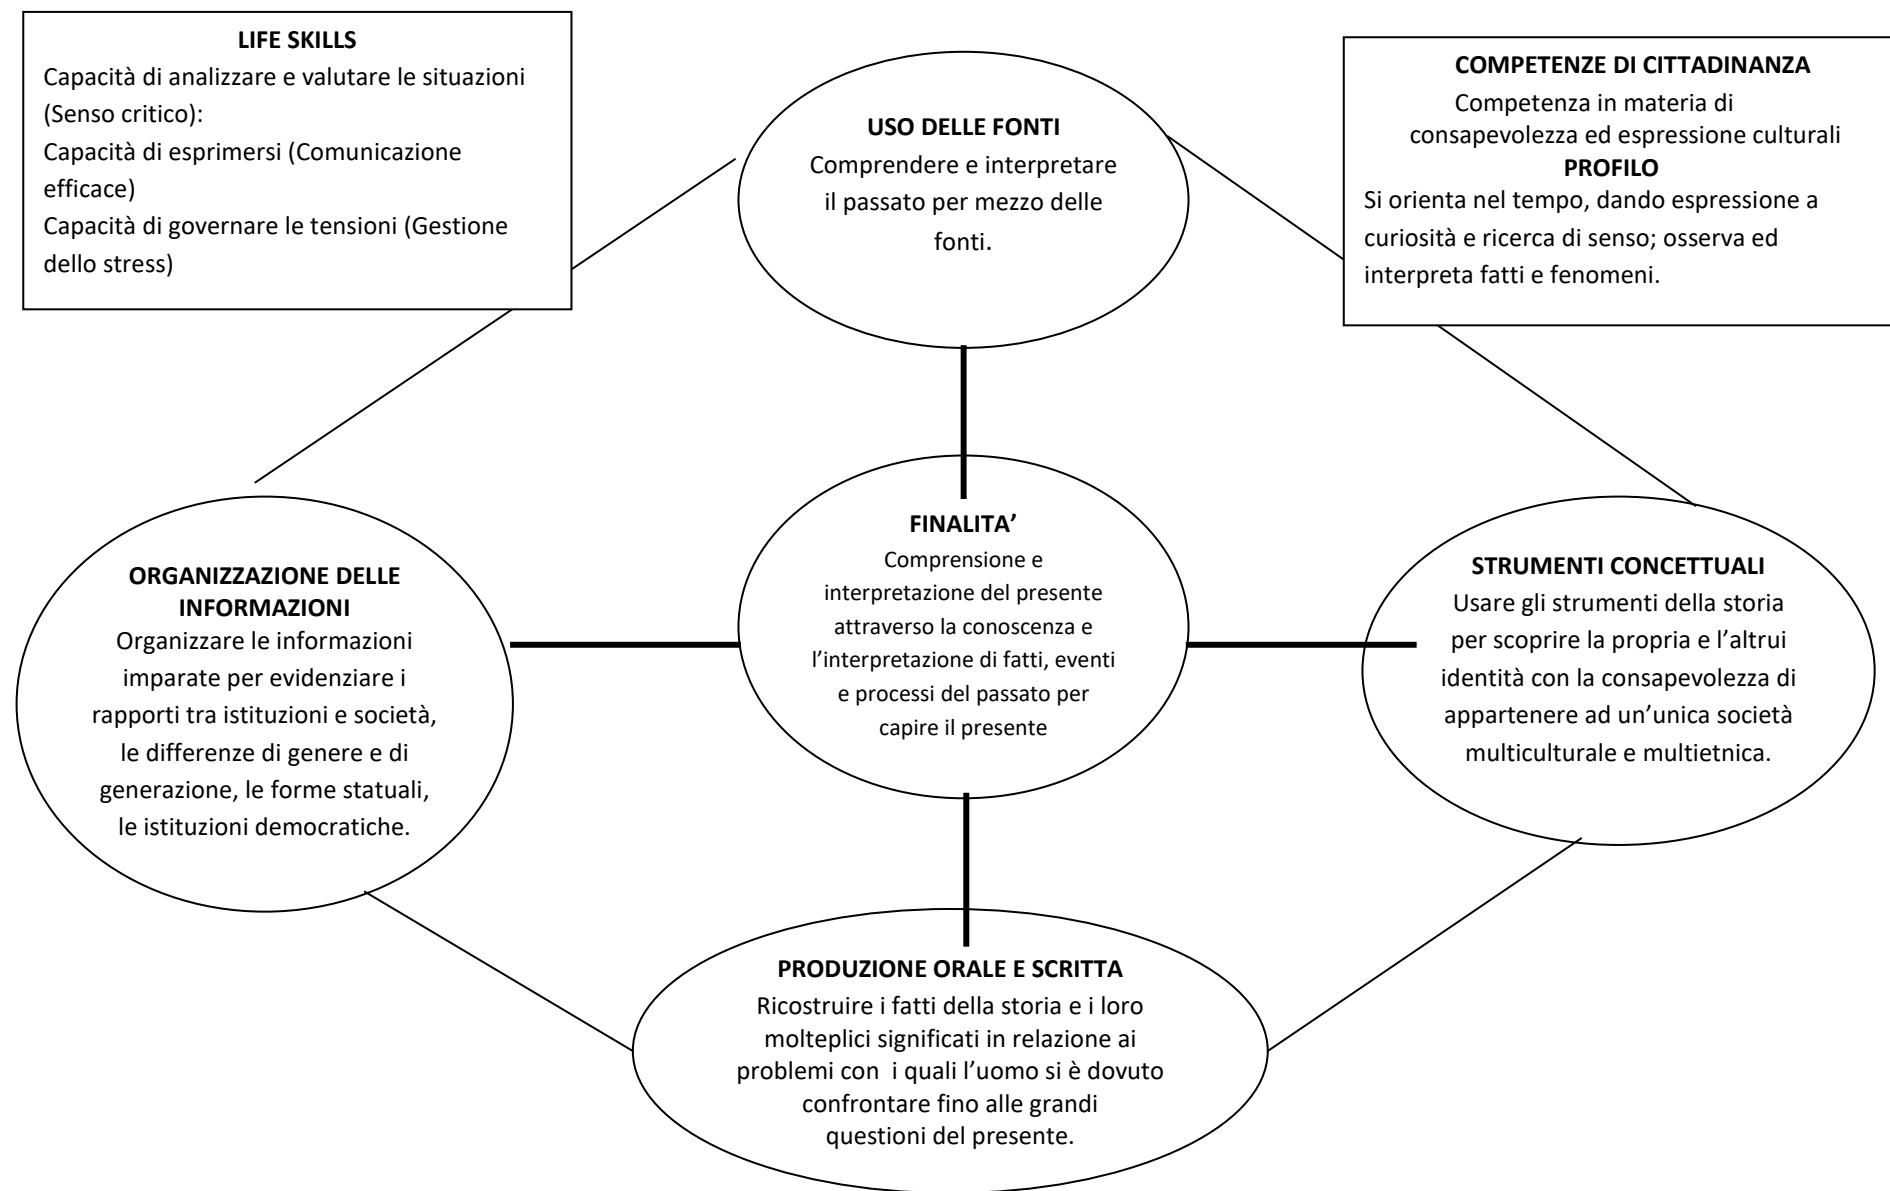 LIFE SKILLS
Capacità di analizzare e valutare le situazioni
(Senso critico):
Capacità di esprimersi (Comunicazione
efficace)
Capacità di governare le tensioni (Gestione
dello stress)
USO DELLE FONTI
Comprendere e interpretare
il passato per mezzo delle
fonti.
COMPETENZE DI CITTADINANZA
Competenza in materia di
consapevolezza ed espressione culturali
PROFILO
Si orienta nel tempo, dando espressione a
curiosità e ricerca di senso; osserva ed
interpreta fatti e fenomeni.
ORGANIZZAZIONE DELLE
INFORMAZIONI
Organizzare le informazioni
imparate per evidenziare i
rapporti tra istituzioni e società,
le differenze di genere e di
generazione, le forme statuali,
le istituzioni democratiche.
FINALITA’
Comprensione e
interpretazione del presente
attraverso la conoscenza e
l’interpretazione di fatti, eventi
e processi del passato per
capire il presente
STRUMENTI CONCETTUALI
Usare gli strumenti della storia
per scoprire la propria e l’altrui
identità con la consapevolezza di
appartenere ad un’unica società
multiculturale e multietnica.
PRODUZIONE ORALE E SCRITTA
Ricostruire i fatti della storia e i loro
molteplici significati in relazione ai
problemi con  i quali l’uomo si è dovuto
confrontare fino alle grandi
questioni del presente.